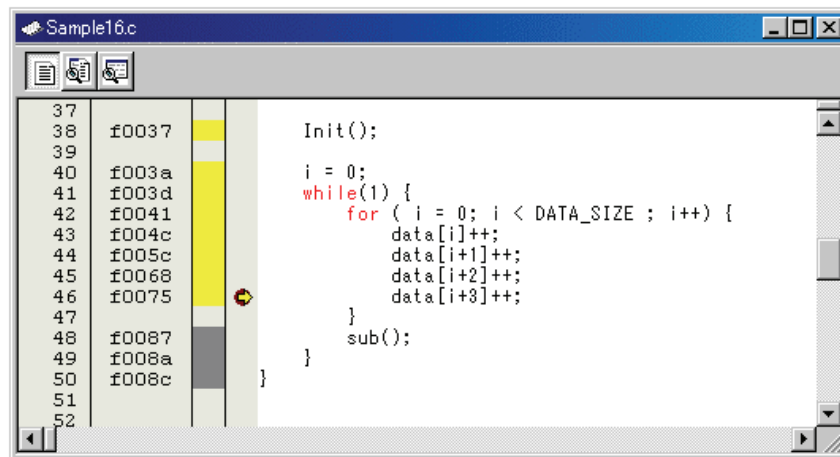 Sample16.c
37
38 f0037 Init();
39
40 f003a i = 0;
41 f003d while(1) {
42 f0041 for ( i = 0; i < DATA_SIZE ; i++) {
43 f004c data[i]++;
44 f005c data[i+1]++;
45 f0068 data[i+2]++;
46 f0075 data[i+3]++;
47 }
48 f0087 sub();
49 f008a }
50 f008c }
51
52